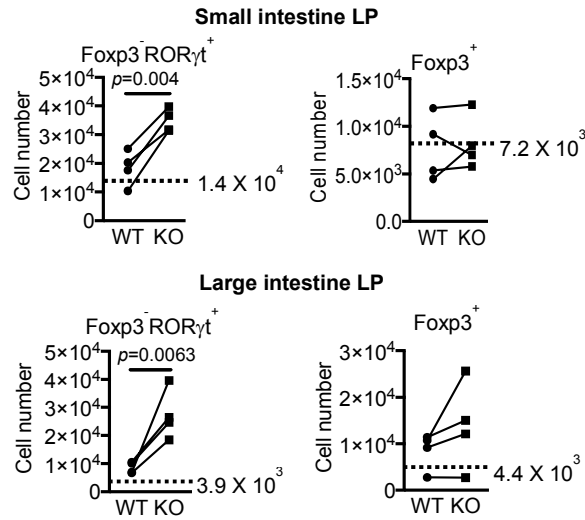 Small intestine LP
Foxp3⁻RORγt⁺
p=0.004
Cell number
5×10⁴
4×10⁴
3×10⁴
2×10⁴
1×10⁴
0
1.4 X 10⁴
WT KO
Foxp3⁺
Cell number
1.5×10⁴
1.0×10⁴
5.0×10³
0.0
7.2 X 10³
WT KO
Large intestine LP
Foxp3⁻RORγt⁺
p=0.0063
Cell number
5×10⁴
4×10⁴
3×10⁴
2×10⁴
1×10⁴
0
3.9 X 10³
WT KO
Foxp3⁺
Cell number
3×10⁴
2×10⁴
1×10⁴
0
4.4 X 10³
WT KO